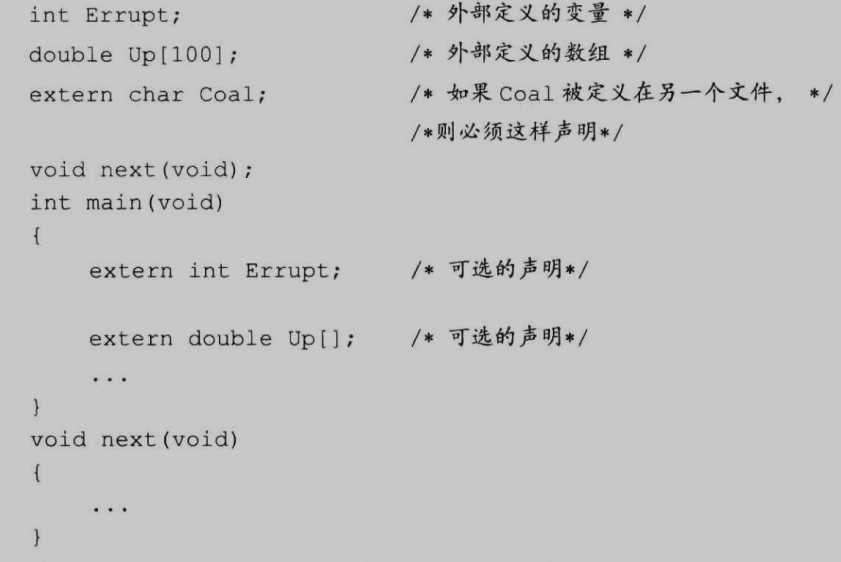 int Errupt; /* 外部定义的变量 */
double Up[100]; /* 外部定义的数组 */
extern char Coal; /* 如果 Coal 被定义在另一个文件， */
/*则必须这样声明*/
void next(void);
int main(void)
{
extern int Errupt; /* 可选的声明*/
extern double Up[]; /* 可选的声明*/
...
}
void next(void)
{
...
}